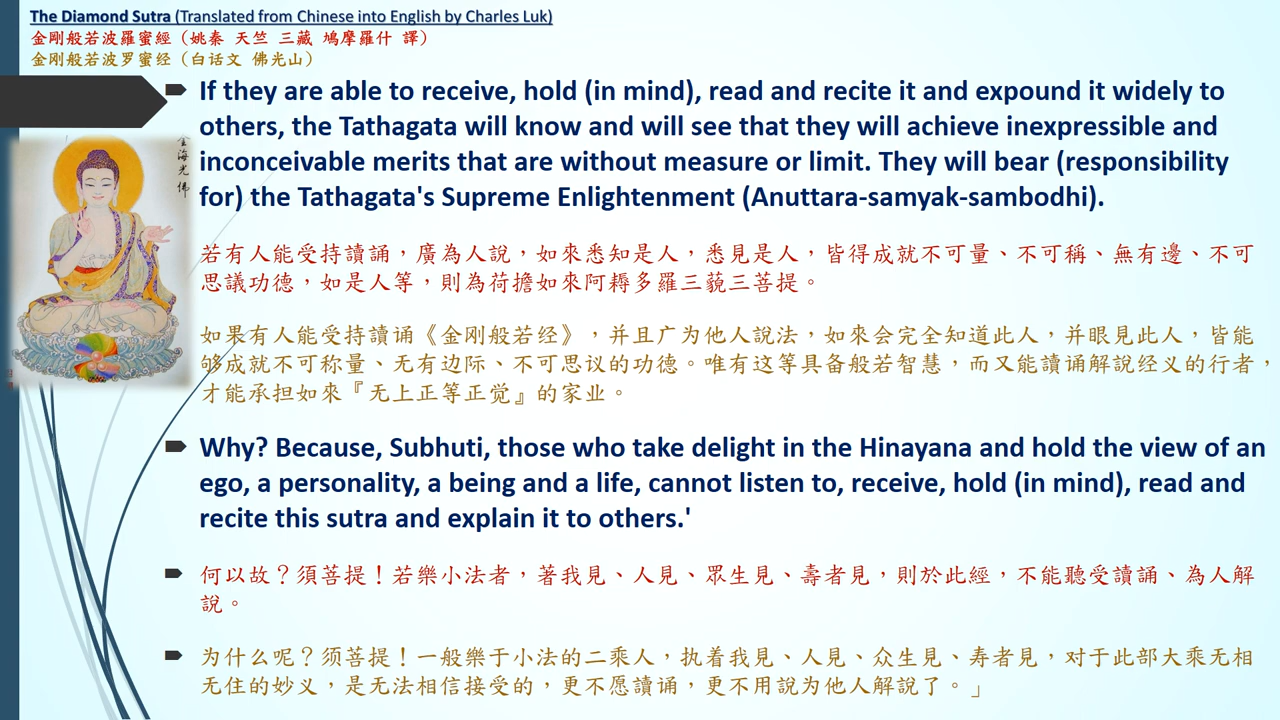 The Diamond Sutra (Translated from Chinese into English by Charles Luk)
金剛般若波羅蜜經（姚秦 天竺 三藏 鳩摩羅什 譯）
金剛般若波罗蜜经（白话文 佛光山）
If they are able to receive, hold (in mind), read and recite it and expound it widely to
others, the Tathagata will know and will see that they will achieve inexpressible and
inconceivable merits that are without measure or limit. They will bear (responsibility
for) the Tathagata's Supreme Enlightenment (Anuttara-samyak-sambodhi).
若有人能受持讀誦，廣為人說，如來悉知是人，悉見是人，皆得成就不可量、不可稱、無有邊、不可
思議功德，如是人等，則為荷擔如來阿耨多羅三藐三菩提。
如果有人能受持讀诵《金刚般若经》，并且广为他人說法，如來会完全知道此人，并眼見此人，皆能
够成就不可称量、无有边际、不可思议的功德。唯有这等具备般若智慧，而又能讀诵解說经义的行者，
才能承担如來『无上正等正觉』的家业。
Why? Because, Subhuti, those who take delight in the Hinayana and hold the view of an
ego, a personality, a being and a life, cannot listen to, receive, hold (in mind), read and
recite this sutra and explain it to others.'
何以故？須菩提！若樂小法者，著我見、人見、眾生見、壽者見，則於此經，不能聽受讀誦、為人解
說。
为什么呢？须菩提！一般樂于小法的二乘人，执着我見、人見、众生見、寿者見，对于此部大乘无相
无住的妙义，是无法相信接受的，更不愿讀诵，更不用說为他人解說了。」
海光佛